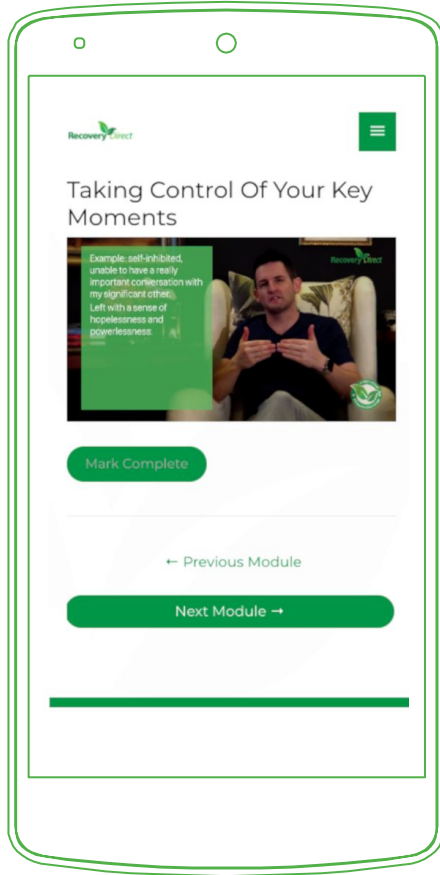 Recovery Direct
Taking Control Of Your Key
Moments
Example: self-inhibited,
unable to have a really
important conversation with
my significant other.
Left with a sense of
hopelessness and
powerlessness.
Recovery Direct
Mark Complete
← Previous Module
Next Module →